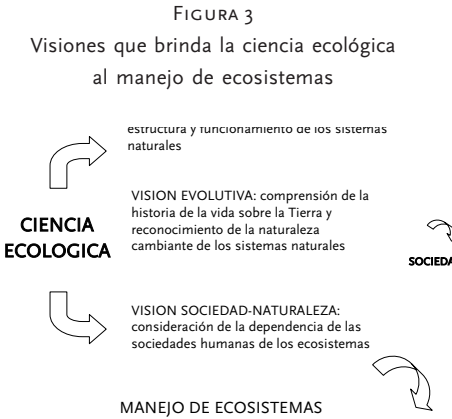 Figura 3
Visiones que brinda la ciencia ecológica
al manejo de ecosistemas
estructura y funcionamiento de los sistemas
naturales
VISION EVOLUTIVA: comprensión de la
historia de la vida sobre la Tierra y
reconocimiento de la naturaleza
cambiante de los sistemas naturales
CIENCIA
ECOLOGICA
SOCIEDA
VISION SOCIEDAD-NATURALEZA:
consideración de la dependencia de las
sociedades humanas de los ecosistemas
MANEJO DE ECOSISTEMAS